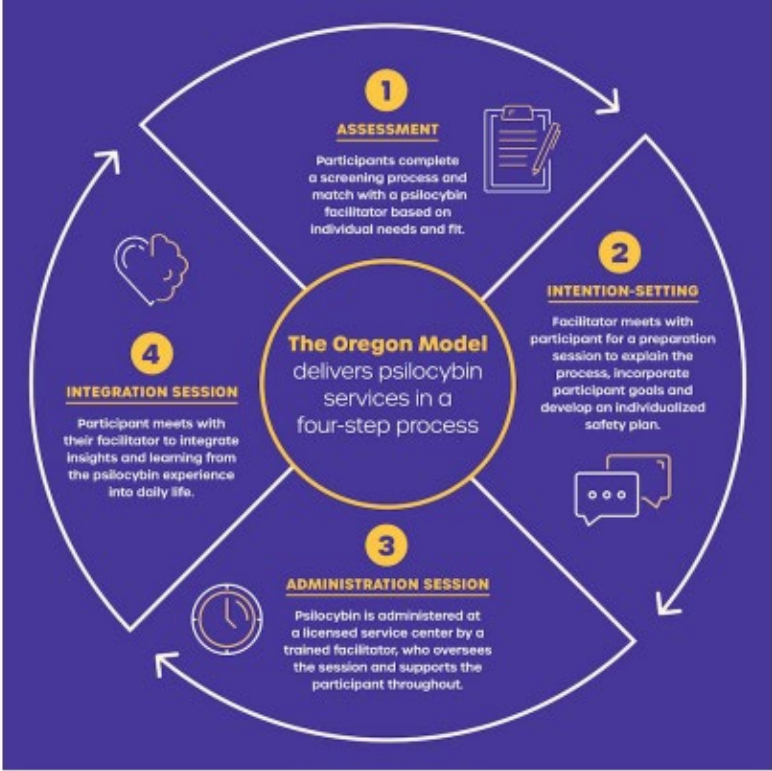 1
ASSESSMENT
Participants complete
a screening process and
match with a psilocybin
facilitator based on
individual needs and fit.
2
INTENTION-SETTING
Facilitator meets with
participant for a preparation
session to explain the
process, incorporate
participant goals and
develop an individualized
safety plan.
3
ADMINISTRATION SESSION
Psilocybin is administered at
a licensed service center by a
trained facilitator, who oversees
the session and supports the
participant throughout.
4
INTEGRATION SESSION
Participant meets with
their facilitator to integrate
insights and learning from
the psilocybin experience
into daily life.
The Oregon Model
delivers psilocybin
services in a
four-step process